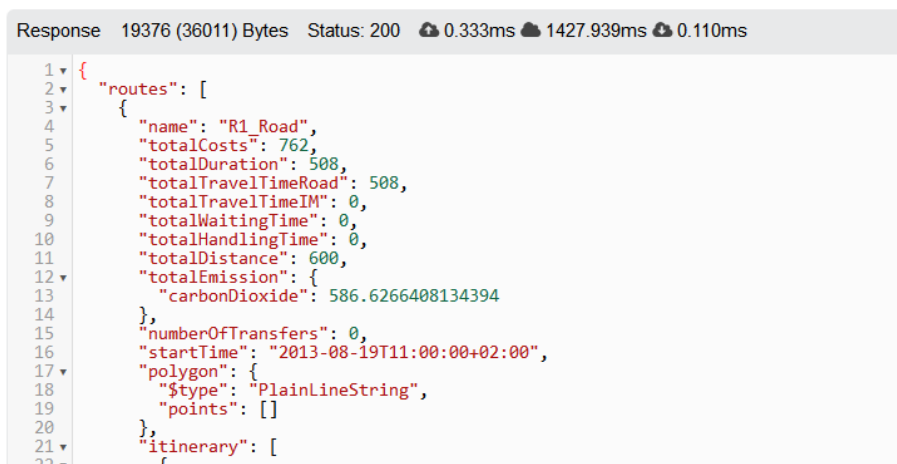 Response 19376 (36011) Bytes Status: 200 0.333ms 1427.939ms 0.110ms
1 {
2 "routes": [
3 {
4 "name": "R1_Road",
5 "totalCosts": 762,
6 "totalDuration": 508,
7 "totalTravelTimeRoad": 508,
8 "totalTravelTimeIM": 0,
9 "totalWaitingTime": 0,
10 "totalHandlingTime": 0,
11 "totalDistance": 600,
12 "totalEmission": {
13 "carbonDioxide": 586.6266408134394
14 },
15 "numberOfTransfers": 0,
16 "startTime": "2013-08-19T11:00:00+02:00",
17 "polygon": {
18 "$type": "PlainLineString",
19 "points": []
20 },
21 "itinerary": [
22 {